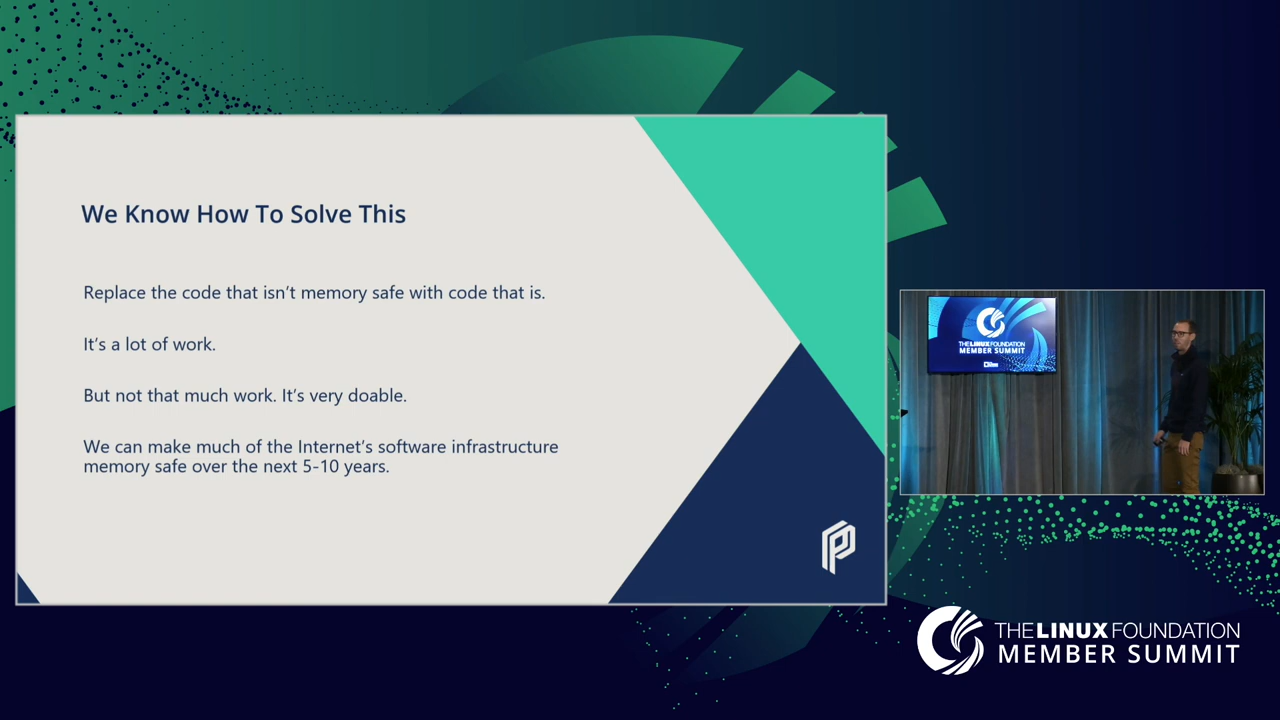 We Know How To Solve This
Replace the code that isn't memory safe with code that is.
It's a lot of work.
But not that much work. It's very doable.
We can make much of the Internet's software infrastructure
memory safe over the next 5-10 years.
THE LINUX FOUNDATION
MEMBER SUMMIT
THE LINUX FOUNDATION
MEMBER SUMMIT